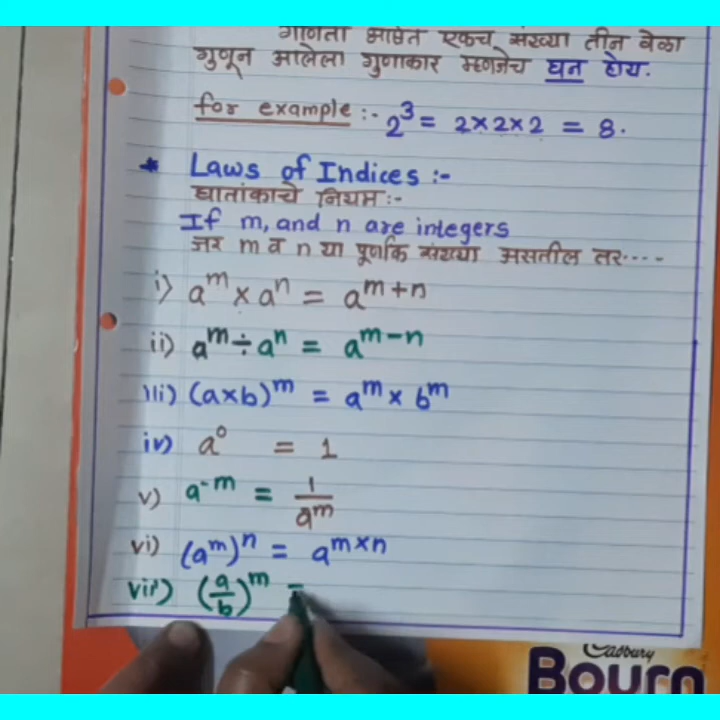 गणिती भाषेत एकच संख्या तीन वेळा
गुणून आलेला गुणाकार म्हणजेच घन होय.
for example :- 2³ = 2×2×2 = 8.
* Laws of Indices :-
घातांकाचे नियम :-
If m, and n are integers
जर m व n या पूर्णांक संख्या असतील तर....
i) aᵐ × aⁿ = aᵐ⁺ⁿ
ii) aᵐ ÷ aⁿ = aᵐ⁻ⁿ
iii) (a×b)ᵐ = aᵐ × bᵐ
iv) a⁰ = 1
v) a⁻ᵐ = 1/aᵐ
vi) (aᵐ)ⁿ = a^(m×n)
vii) (a/b)ᵐ =
Cadbury
Bourn